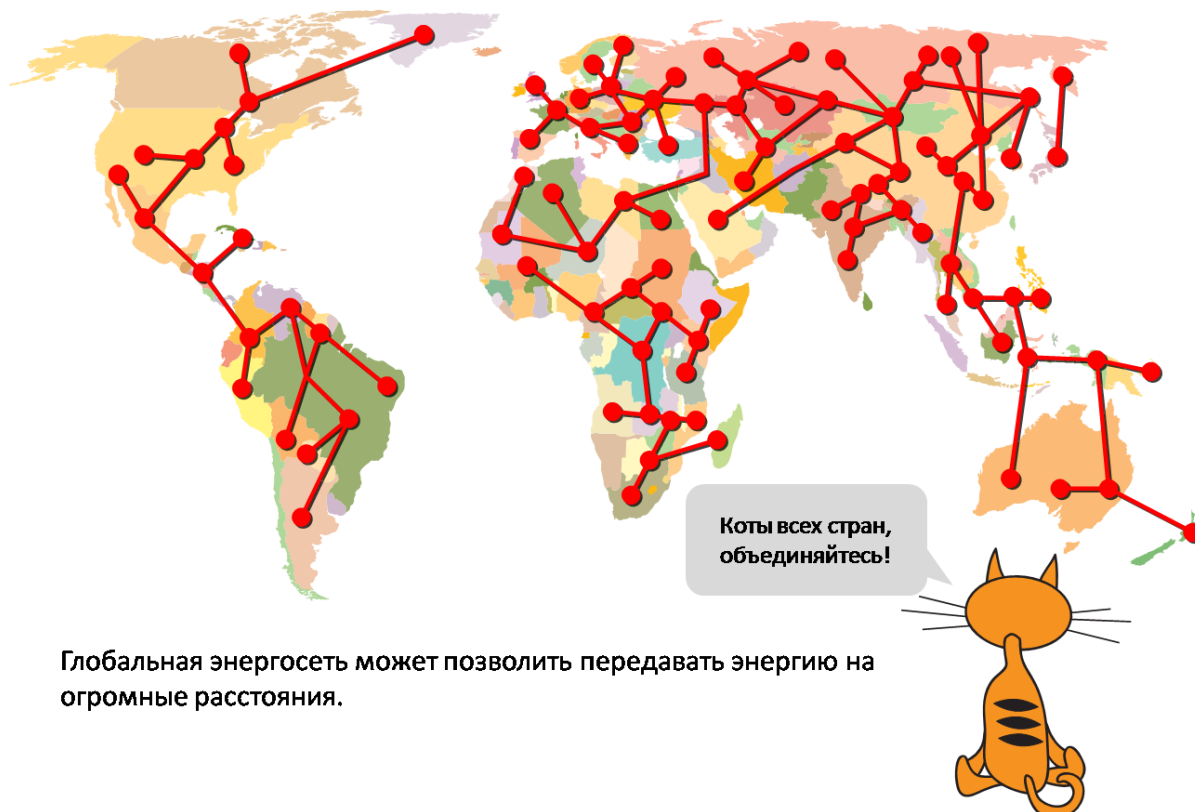 Коты всех стран,
объединяйтесь!
Глобальная энергосеть может позволить передавать энергию на
огромные расстояния.